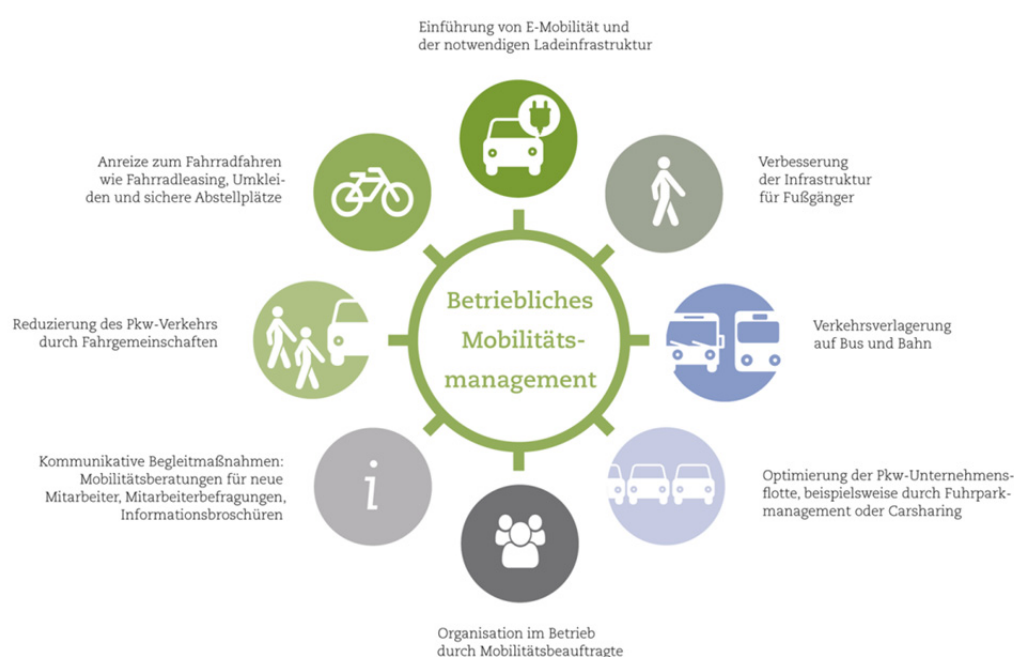 Einführung von E-Mobilität und
der notwendigen Ladeinfrastruktur
Anreize zum Fahrradfahren
wie Fahrradleasing, Umklei-
den und sichere Abstellplätze
Verbesserung
der Infrastruktur
für Fußgänger
Betriebliches
Mobilitäts-
management
Reduzierung des Pkw-Verkehrs
durch Fahrgemeinschaften
Verkehrsverlagerung
auf Bus und Bahn
Kommunikative Begleitmaßnahmen:
Mobilitätsberatungen für neue
Mitarbeiter, Mitarbeiterbefragungen,
Informationsbroschüren
i
Optimierung der Pkw-Unternehmens-
flotte, beispielsweise durch Fuhrpark-
management oder Carsharing
Organisation im Betrieb
durch Mobilitätsbeauftragte